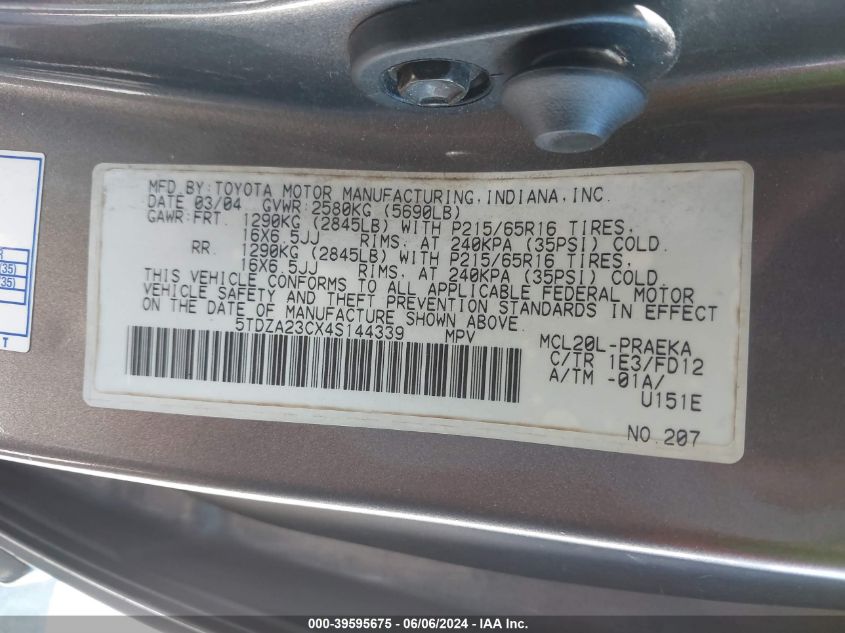 MFD.BY:TOYOTA MOTOR MANUFACTURING,INDIANA,INC.
DATE 03/04 GVWR:2580KG (5690LB)
GAWR:FRT. 1290KG (2845LB) WITH P215/65R16 TIRES,
16X6.5JJ RIMS, AT 240KPA (35PSI) COLD.
RR. 1290KG (2845LB) WITH P215/65R16 TIRES,
16X6.5JJ RIMS, AT 240KPA (35PSI) COLD.
THIS VEHICLE CONFORMS TO ALL APPLICABLE FEDERAL MOTOR
VEHICLE SAFETY AND THEFT PREVENTION STANDARDS IN EFFECT
ON THE DATE OF MANUFACTURE SHOWN ABOVE.
5TDZA23CX4S144339 MPV
MCL20L-PRAEKA
C/TR 1E3/FD12
A/TM -01A/
U151E
NO.207
R
(35)
(35)
T
000-39595675 / 06/06/2024 - IAA Inc.